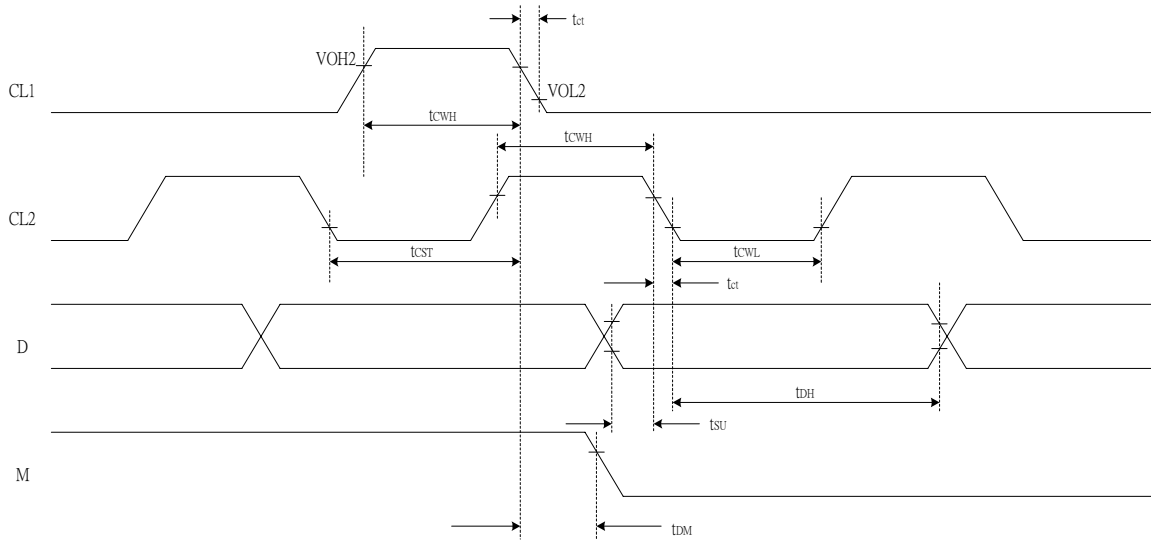 tct
VOH2
CL1
VOL2
tCWH
tCWH
CL2
tCST
tCWL
tct
D
tDH
tSU
M
tDM